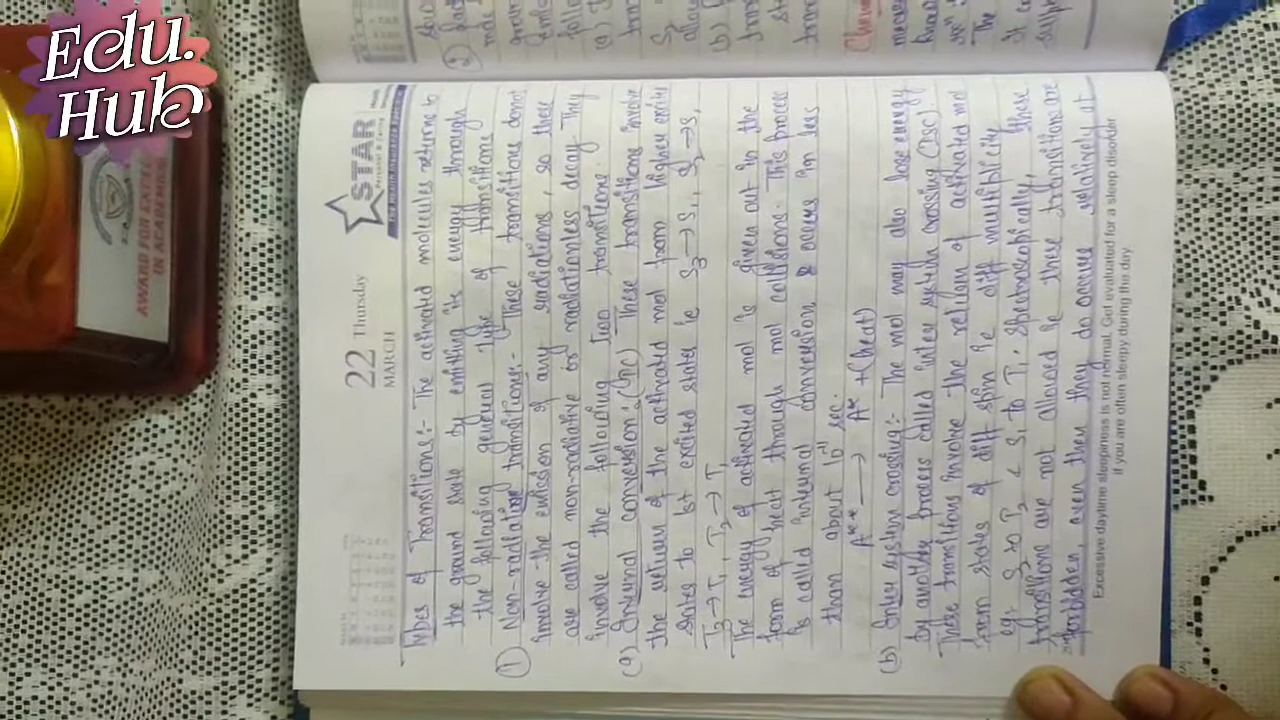 Edu.
Hub
AWARD FOR EXCEL
IN ACADEMICS
22 Thursday
MARCH
STAR
Types of Transitions:- The activated molecules returns to
the ground state by emitting its energy through
the following general type of transitions
(1) Non-radiative transitions:- These transitions donot
involve the emission of any radiations, so these
are called non-radiative or radiationless decay. They
involve the following two transitions.
(a) Internal conversion: (IC) These transitions involve
the return of the activated mol from higher excited
states to 1st excited state ie S3→S1, S2→S1,
T3→T1, T2→T1
The energy of activated mol is given out in the
form of heat through mol collisions. This process
is called internal conversion & occurs in less
than about 10-11 sec.
A** → A* + (heat)
(b) Inter system crossing:- The mol may also lose energy
by another process called inter system crossing (ISC).
These transitions involve the return of activated mol
from states of diff spin ie diff multiplicity
eg: S2 to T2 & S1 to T1. Spectroscopically, these
transitions are not allowed ie these transitions are
forbidden, even then they do occurs relatively at
Excessive daytime sleepiness is not normal. Get evaluated for a sleep disorder
if you are often sleepy during the day.